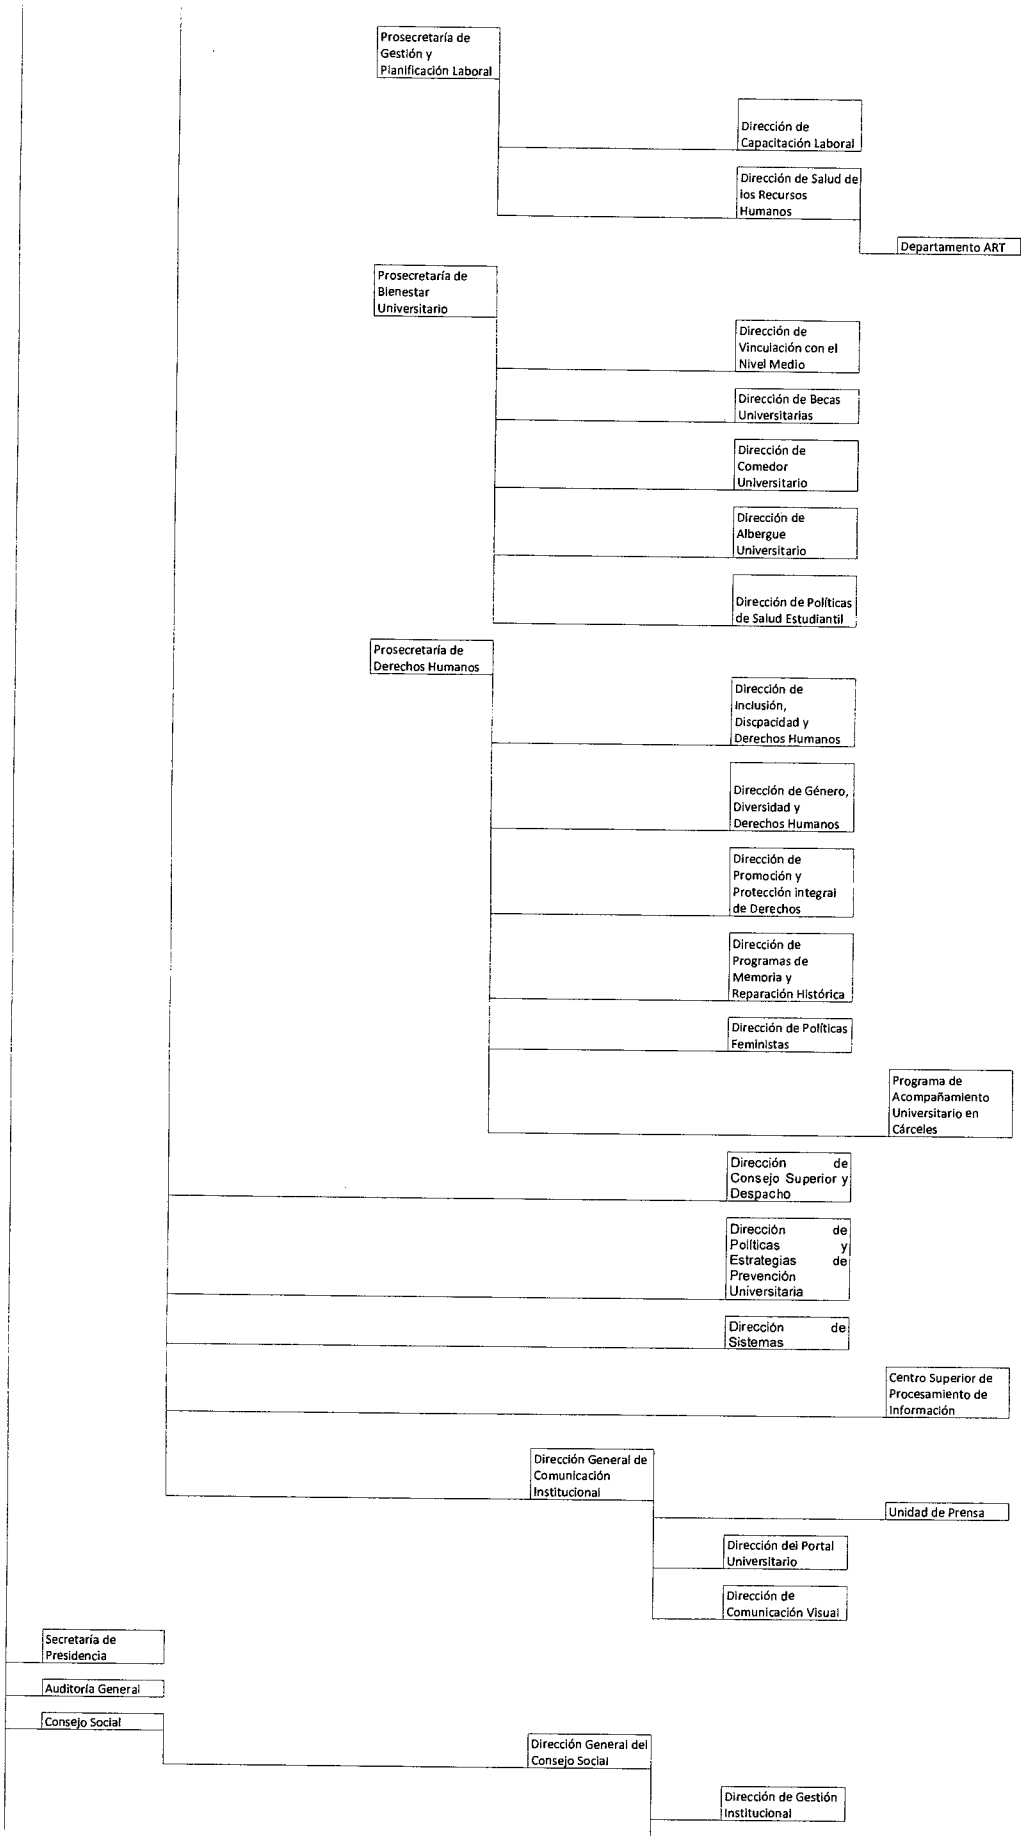 Prosecretaría de
Gestión y
Planificación Laboral
Dirección de
Capacitación Laboral
Dirección de Salud de
los Recursos
Humanos
Departamento ART
Prosecretaría de
Bienestar
Universitario
Dirección de
Vinculación con el
Nivel Medio
Dirección de Becas
Universitarias
Dirección de
Comedor
Universitario
Dirección de
Albergue
Universitario
Dirección de Políticas
de Salud Estudiantil
Prosecretaría de
Derechos Humanos
Dirección de
Inclusión,
Discpacidad y
Derechos Humanos
Dirección de Género,
Diversidad y
Derechos Humanos
Dirección de
Promoción y
Protección integral
de Derechos
Dirección de
Programas de
Memoria y
Reparación Histórica
Dirección de Políticas
Feministas
Programa de
Acompañamiento
Universitario en
Cárceles
Dirección de
Consejo Superior y
Despacho
Dirección de
Políticas y
Estrategias de
Prevención
Universitaria
Dirección de
Sistemas
Centro Superior de
Procesamiento de
Información
Dirección General de
Comunicación
Institucional
Unidad de Prensa
Dirección del Portal
Universitario
Dirección de
Comunicación Visual
Secretaría de
Presidencia
Auditoría General
Consejo Social
Dirección General del
Consejo Social
Dirección de Gestión
Institucional